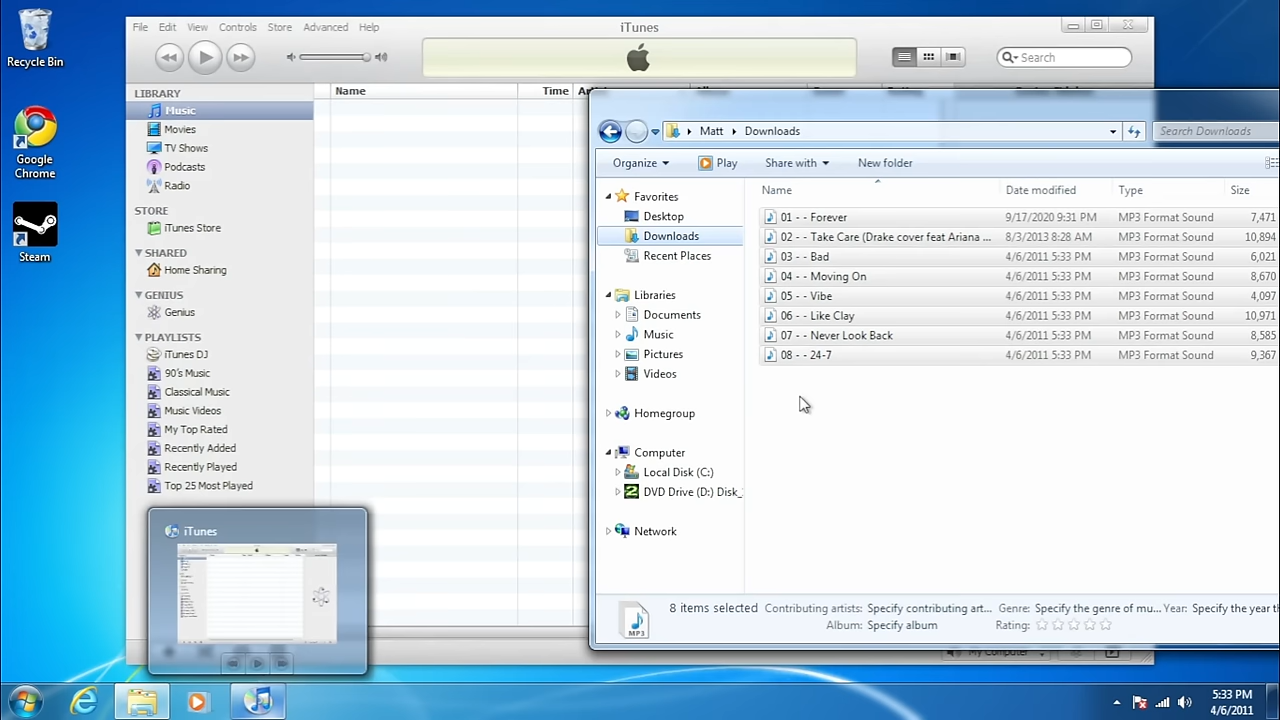 Recycle Bin
Google
Chrome
Steam
File Edit View Controls Store Advanced Help
iTunes
Search
LIBRARY
Music
Movies
TV Shows
Podcasts
Radio
STORE
iTunes Store
SHARED
Home Sharing
GENIUS
Genius
PLAYLISTS
iTunes DJ
90's Music
Classical Music
Music Videos
My Top Rated
Recently Added
Recently Played
Top 25 Most Played
Name Time
Matt Downloads
Search Downloads
Organize Play Share with New folder
Favorites
Desktop
Downloads
Recent Places
Libraries
Documents
Music
Pictures
Videos
Homegroup
Computer
Local Disk (C:)
DVD Drive (D:) Disk_
Network
Name Date modified Type Size
01 - - Forever 9/17/2020 9:31 PM MP3 Format Sound 7,471
02 - - Take Care (Drake cover feat Ariana ... 8/3/2013 8:28 AM MP3 Format Sound 10,894
03 - - Bad 4/6/2011 5:33 PM MP3 Format Sound 6,021
04 - - Moving On 4/6/2011 5:33 PM MP3 Format Sound 8,670
05 - - Vibe 4/6/2011 5:33 PM MP3 Format Sound 4,097
06 - - Like Clay 4/6/2011 5:33 PM MP3 Format Sound 10,971
07 - - Never Look Back 4/6/2011 5:33 PM MP3 Format Sound 8,585
08 - - 24-7 4/6/2011 5:33 PM MP3 Format Sound 9,367
MP3
8 items selected Contributing artists: Specify contributing art... Genre: Specify the genre of mu... Year: Specify the year
Album: Specify album Rating:
My Computer
iTunes
5:33 PM
4/6/2011